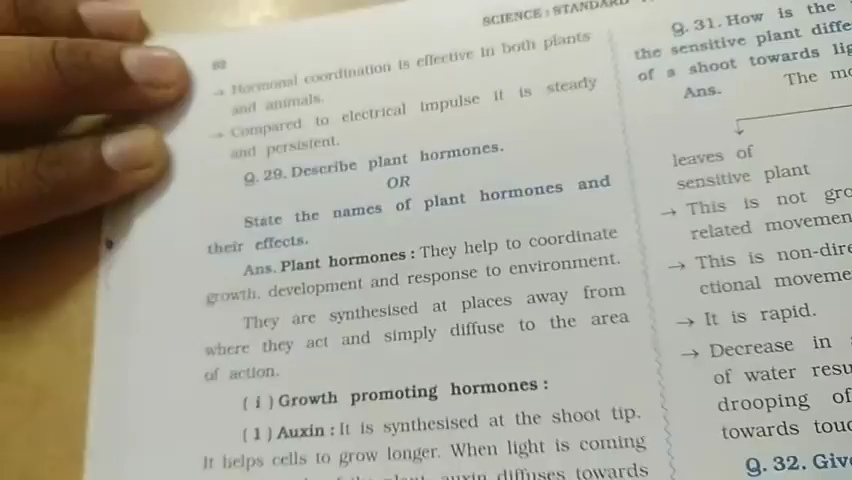 SCIENCE : STANDARD
→ Hormonal coordination is effective in both plants
and animals.
→ Compared to electrical impulse it is steady
and persistent.
Q. 29. Describe plant hormones.
OR
State the names of plant hormones and
their effects.
Ans. Plant hormones : They help to coordinate
growth, development and response to environment.
They are synthesised at places away from
where they act and simply diffuse to the area
of action.
( i ) Growth promoting hormones :
( 1 ) Auxin : It is synthesised at the shoot tip.
It helps cells to grow longer. When light is coming
auxin diffuses towards
Q. 31. How is the
the sensitive plant diffe
of a shoot towards lig
Ans. The mo
leaves of
sensitive plant
→ This is not gro
related movemen
→ This is non-dire
ctional moveme
→ It is rapid.
→ Decrease in
of water resu
drooping of
towards touc
Q. 32. Give